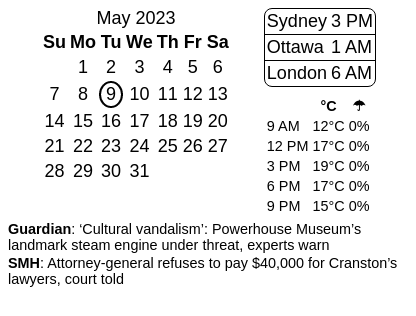 May 2023
Su Mo Tu We Th Fr Sa
1 2 3 4 5 6
7 8 9 10 11 12 13
14 15 16 17 18 19 20
21 22 23 24 25 26 27
28 29 30 31
Sydney 3 PM
Ottawa 1 AM
London 6 AM
°C ☂
9 AM 12°C 0%
12 PM 17°C 0%
3 PM 19°C 0%
6 PM 17°C 0%
9 PM 15°C 0%
Guardian: ‘Cultural vandalism’: Powerhouse Museum’s
landmark steam engine under threat, experts warn
SMH: Attorney-general refuses to pay $40,000 for Cranston’s
lawyers, court told